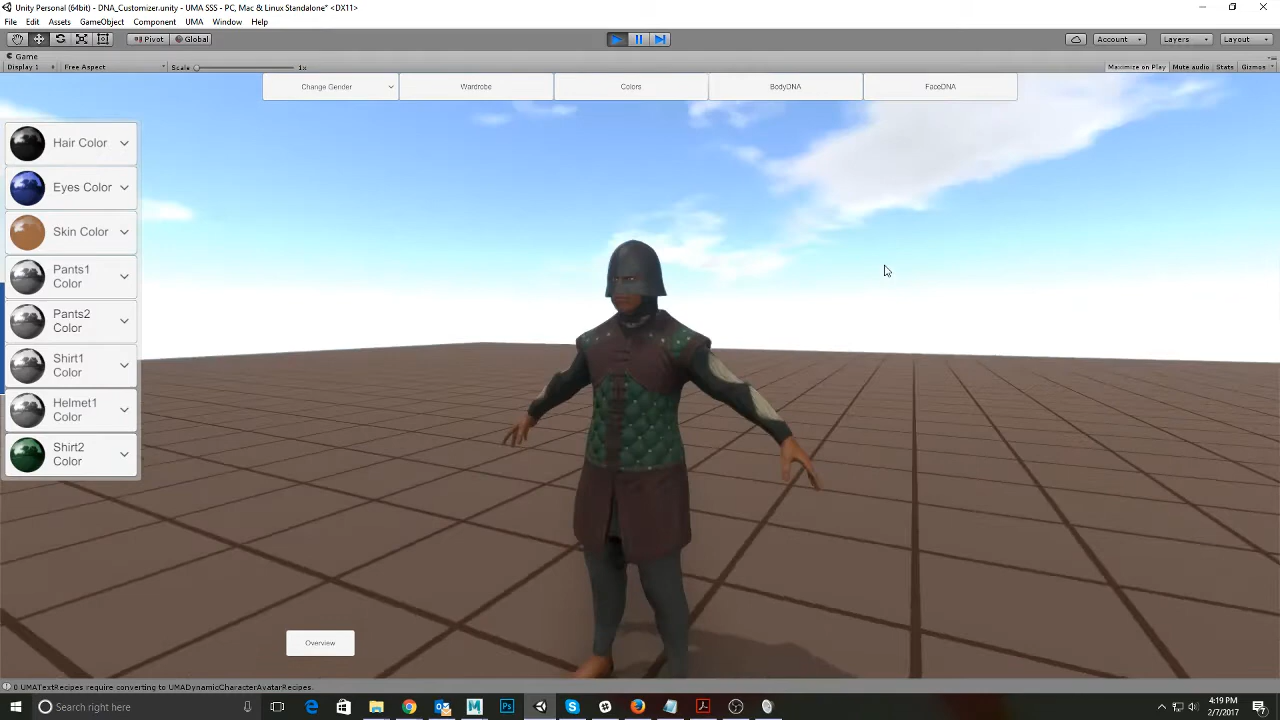 Unity Personal (64bit) - DNA_Customizer.unity - UMA SSS - PC, Mac & Linux Standalone* <DX11>
File Edit Assets GameObject Component UMA Window Help
Pivot Global Account Layers Layout
Game
Display 1 Free Aspect Scale 1x Maximize on Play Mute audio Stats Gizmos
Change Gender Wardrobe Colors BodyDNA FaceDNA
Hair Color
Eyes Color
Skin Color
Pants1
Color
Pants2
Color
Shirt1
Color
Helmet1
Color
Shirt2
Color
Overview
0 UMATextRecipes require converting to UMADynamicCharacterAvatarRecipes.
Search right here
4:19 PM
2/7/2017